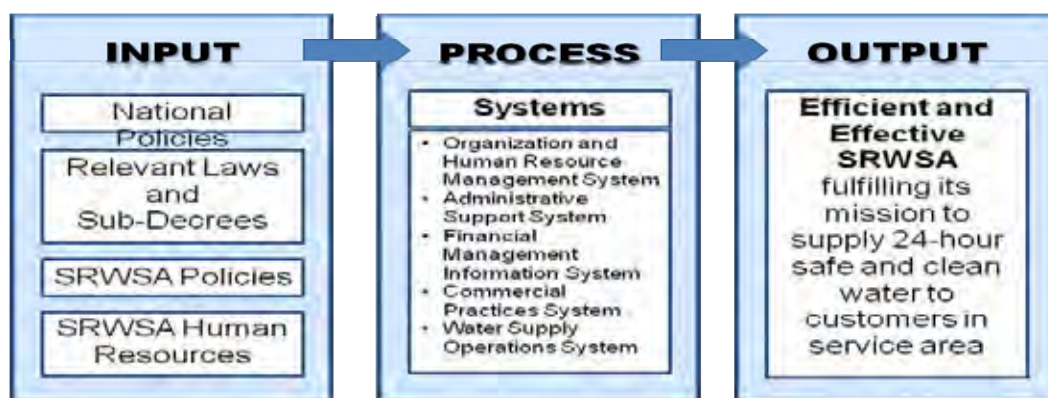 INPUT
National
Policies
Relevant Laws
and
Sub-Decrees
SRWSA Policies
SRWSA Human
Resources
PROCESS
Systems
• Organization and
Human Resource
Management System
• Administrative
Support System
• Financial
Management
Information System
• Commercial
Practices System
• Water Supply
Operations System
OUTPUT
Efficient and
Effective
SRWSA
fulfilling its
mission to
supply 24-hour
safe and clean
water to
customers in
service area